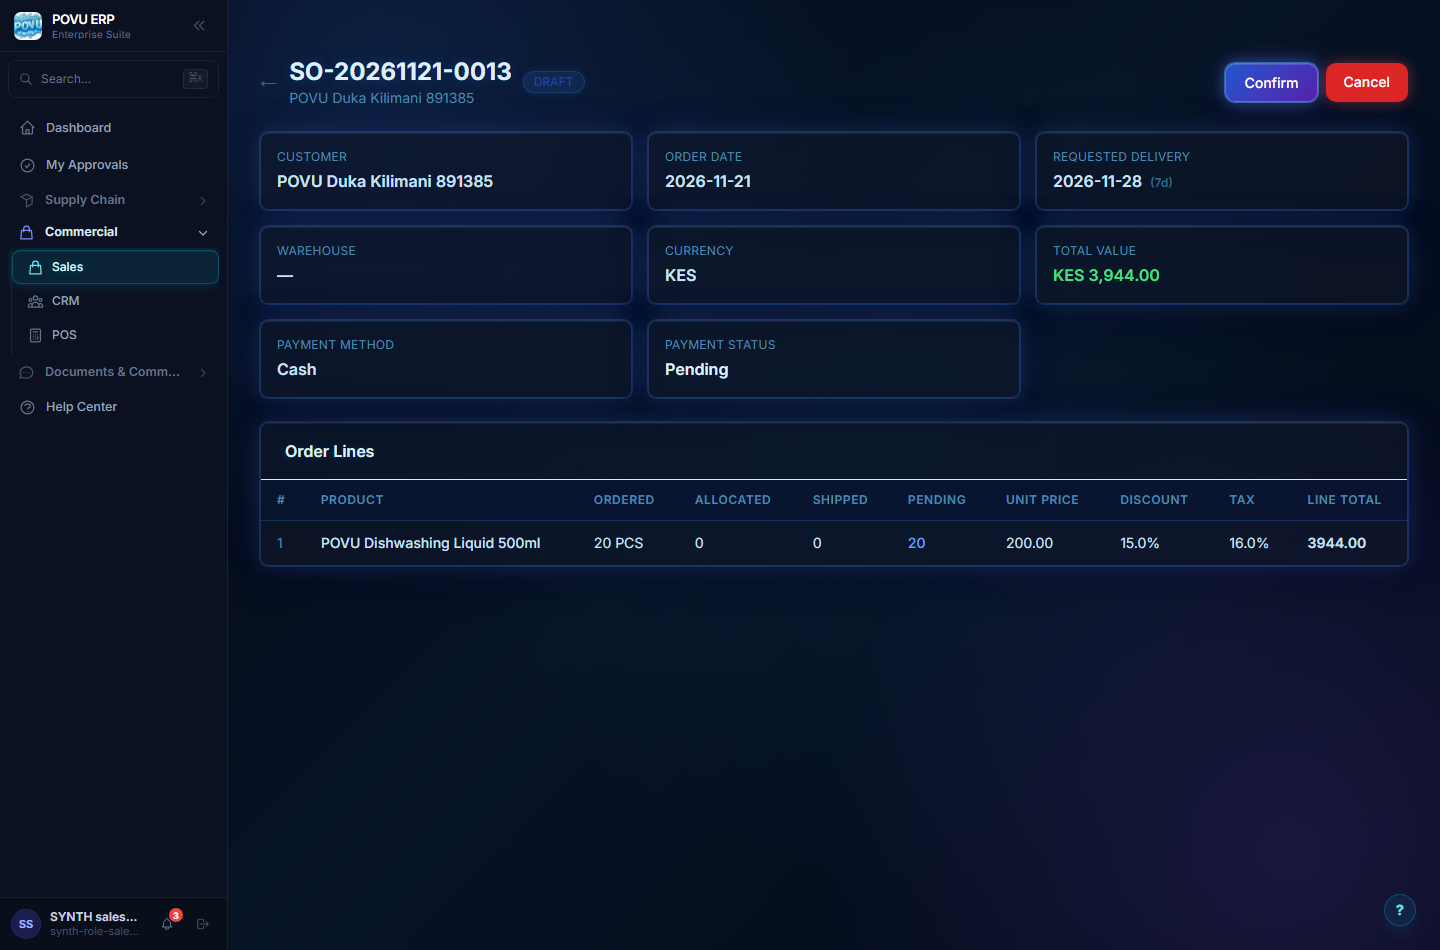 POVU ERP
Enterprise Suite
Search...
⌘K
Dashboard
My Approvals
Supply Chain
Commercial
Sales
CRM
POS
Documents & Comm...
Help Center
SS
SYNTH sales...
synth-role-sale...
3
← SO-20261121-0013 DRAFT
POVU Duka Kilimani 891385
Confirm Cancel
CUSTOMER
POVU Duka Kilimani 891385
ORDER DATE
2026-11-21
REQUESTED DELIVERY
2026-11-28 (7d)
WAREHOUSE
—
CURRENCY
KES
TOTAL VALUE
KES 3,944.00
PAYMENT METHOD
Cash
PAYMENT STATUS
Pending
Order Lines
# PRODUCT ORDERED ALLOCATED SHIPPED PENDING UNIT PRICE DISCOUNT TAX LINE TOTAL
1 POVU Dishwashing Liquid 500ml 20 PCS 0 0 20 200.00 15.0% 16.0% 3944.00
?